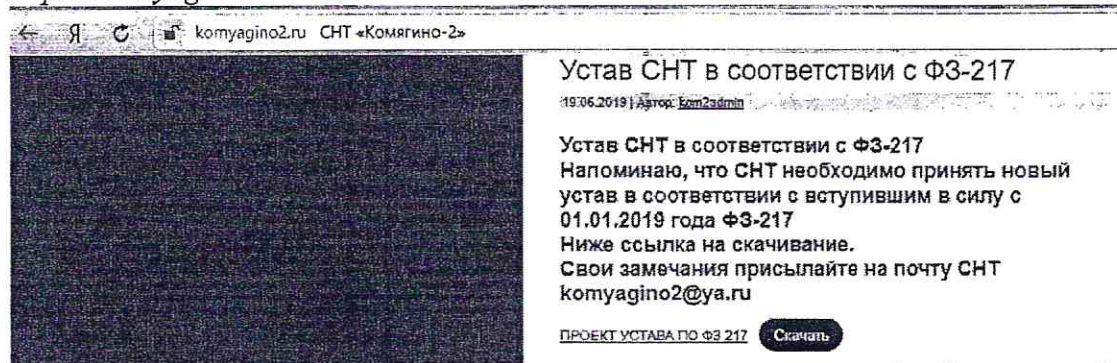 ← Я komyagino2.ru СНТ «Комягино-2»
Устав СНТ в соответствии с ФЗ-217
19.06.2019 | Автор: kom2admin
Устав СНТ в соответствии с ФЗ-217
Напоминаю, что СНТ необходимо принять новый
устав в соответствии с вступившим в силу с
01.01.2019 года ФЗ-217
Ниже ссылка на скачивание.
Свои замечания присылайте на почту СНТ
komyagino2@ya.ru
ПРОЕКТ УСТАВА ПО ФЗ 217 Скачать